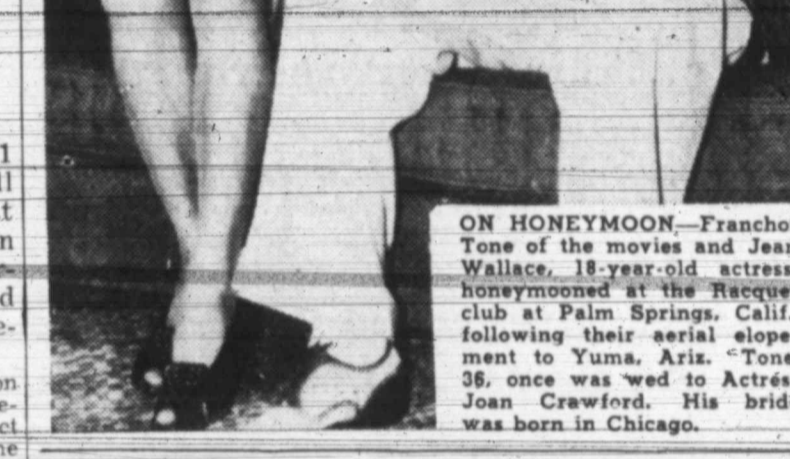 ON HONEYMOON—Francho
Tone of the movies and Jean
Wallace, 18-year-old actress
honeymooned at the Racque
club at Palm Springs, Calif.
following their aerial elope
ment to Yuma, Ariz. Tone
36, once was wed to Actres
Joan Crawford. His brid
was born in Chicago.